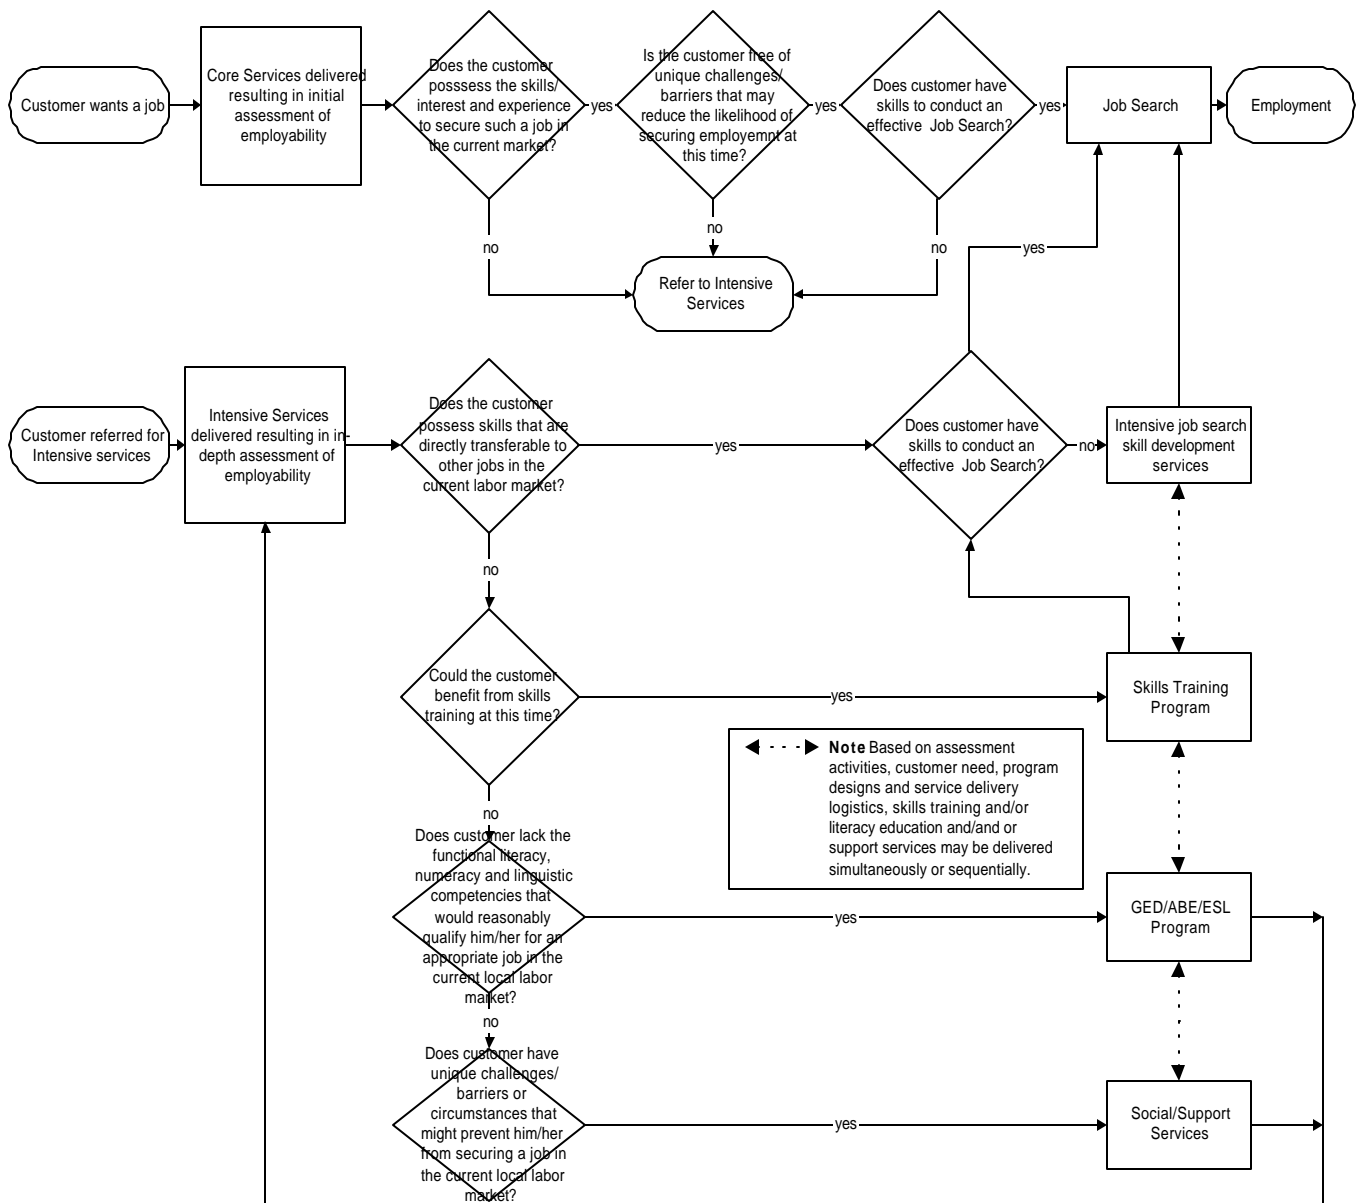 Customer wants a job
Core Services delivered
resulting in initial
assessment of
employability
Does the customer
posssess the skills/
interest and experience
to secure such a job in
the current market?
yes
Is the customer free of
unique challenges/
barriers that may
reduce the likelihood of
securing employemnt at
this time?
yes
Does customer have
skills to conduct an
effective Job Search?
yes
Job Search
Employment
no
no
no
Refer to Intensive
Services
yes
Customer referred for
Intensive services
Intensive Services
delivered resulting in in-
depth assessment of
employability
Does the customer
possess skills that are
directly transferable to
other jobs in the
current labor market?
yes
Does customer have
skills to conduct an
effective Job Search?
no
Intensive job search
skill development
services
no
Could the customer
benefit from skills
training at this time?
yes
Skills Training
Program
Note Based on assessment
activities, customer need, program
designs and service delivery
logistics, skills training and/or
literacy education and/and or
support services may be delivered
simultaneously or sequentially.
no
Does customer lack the
functional literacy,
numeracy and linguistic
competencies that
would reasonably
qualify him/her for an
appropriate job in the
current local labor
market?
yes
GED/ABE/ESL
Program
no
Does customer have
unique challenges/
barriers or
circumstances that
might prevent him/her
from securing a job in
the current local labor
market?
yes
Social/Support
Services